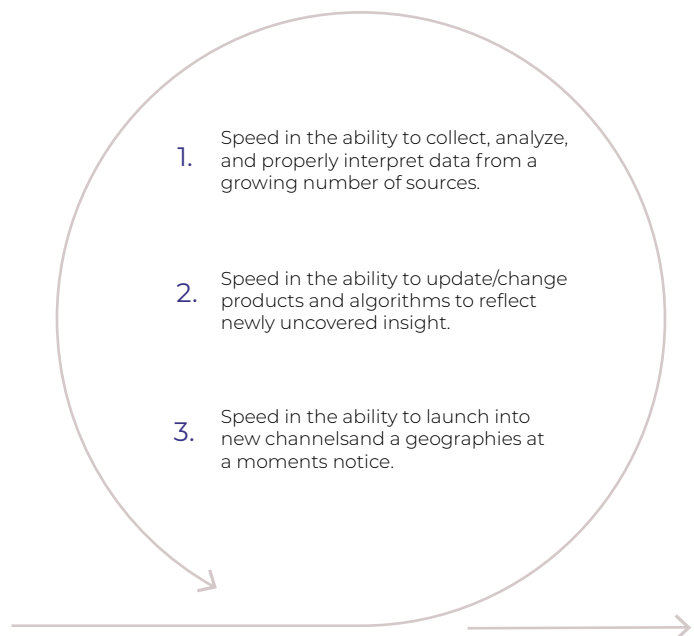 1.
Speed in the ability to collect, analyze,
and properly interpret data from a
growing number of sources.
2.
Speed in the ability to update/change
products and algorithms to reflect
newly uncovered insight.
3.
Speed in the ability to launch into
new channelsand a geographies at
a moments notice.